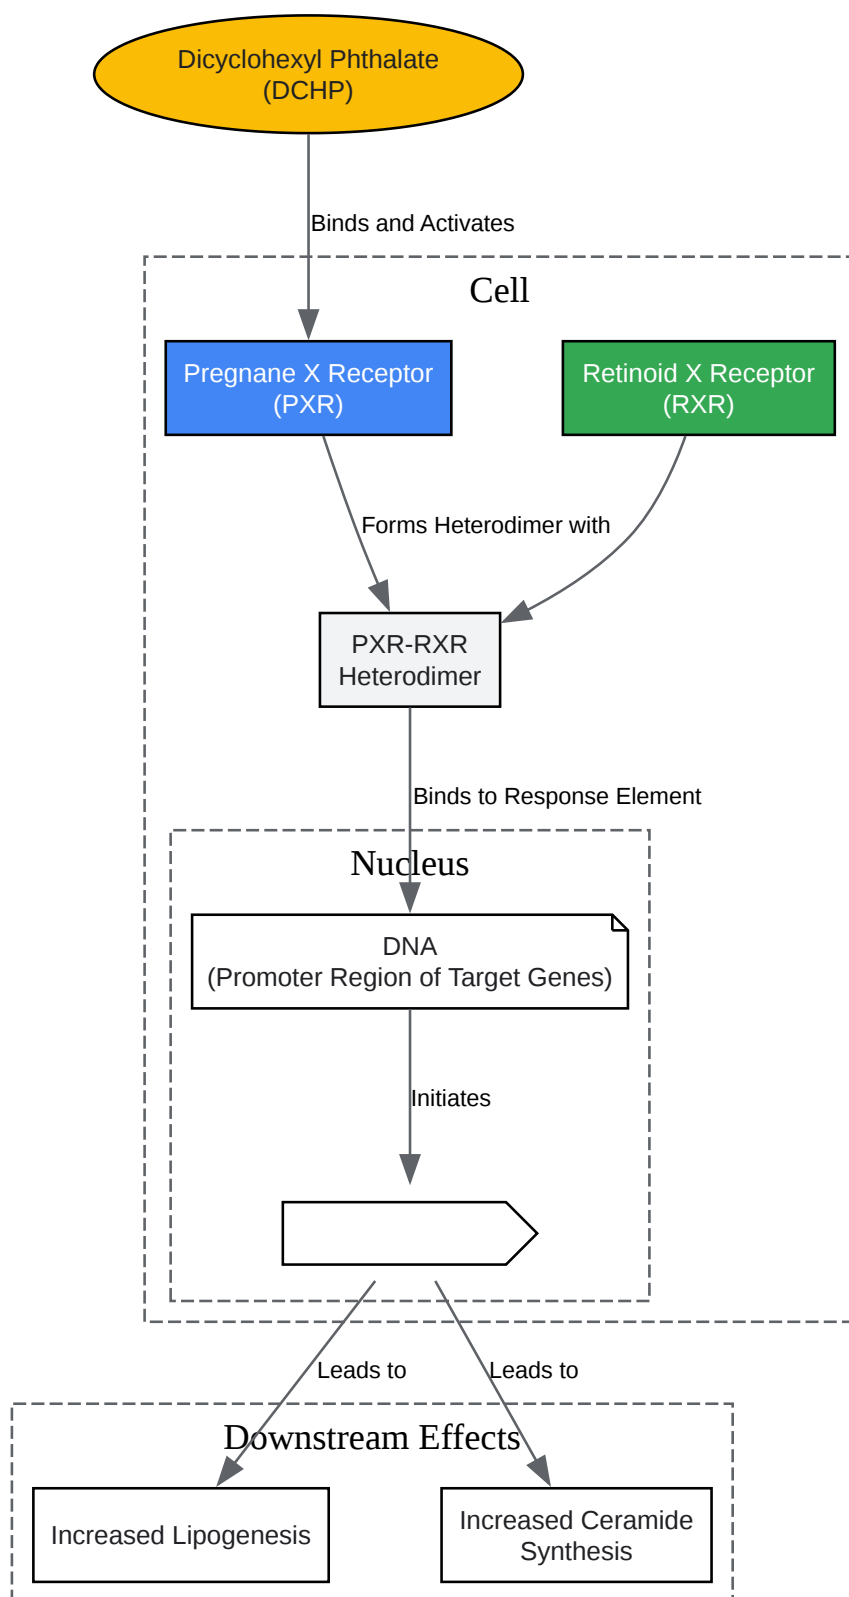 Dicyclohexyl Phthalate
(DCHP)
Binds and Activates
Cell
Pregnane X Receptor
(PXR)
Retinoid X Receptor
(RXR)
Forms Heterodimer with
PXR-RXR
Heterodimer
Binds to Response Element
Nucleus
DNA
(Promoter Region of Target Genes)
Initiates
Leads to
Leads to
Downstream Effects
Increased Lipogenesis
Increased Ceramide
Synthesis